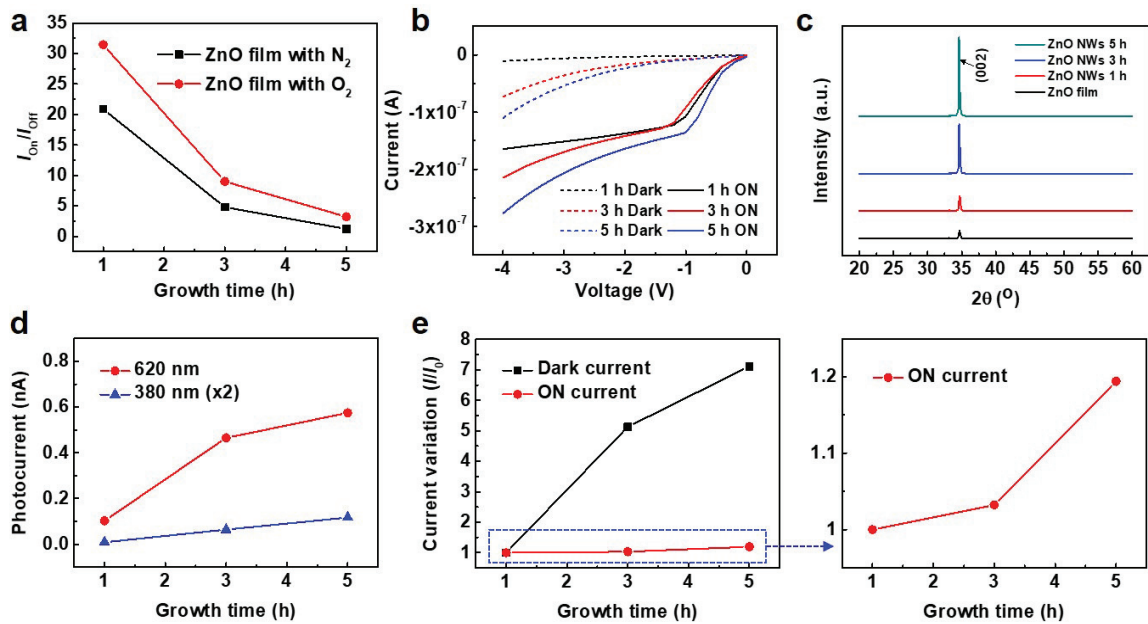 a
35
30
25
20
15
10
5
0
I_On/I_Off
ZnO film with N₂
ZnO film with O₂
1 2 3 4 5
Growth time (h)
b
0
-1x10⁻⁷
-2x10⁻⁷
-3x10⁻⁷
Current (A)
1 h Dark 1 h ON
3 h Dark 3 h ON
5 h Dark 5 h ON
-4 -3 -2 -1 0
Voltage (V)
c
Intensity (a.u.)
(002)
ZnO NWs 5 h
ZnO NWs 3 h
ZnO NWs 1 h
ZnO film
20 25 30 35 40 45 50 55 60
2θ (O)
d
0.8
0.6
0.4
0.2
0.0
Photocurrent (nA)
620 nm
380 nm (x2)
1 2 3 4 5
Growth time (h)
e
8
7
6
5
4
3
2
1
Current variation (I/I₀)
Dark current
ON current
1 2 3 4 5
Growth time (h)
1.2
1.1
1
ON current
1 2 3 4 5
Growth time (h)